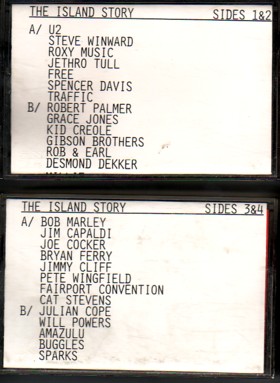 THE ISLAND STORY SIDES 1&2
A/ U2
STEVE WINWARD
ROXY MUSIC
JETHRO TULL
FREE
SPENCER DAVIS
TRAFFIC
B/ ROBERT PALMER
GRACE JONES
KID CREOLE
GIBSON BROTHERS
ROB & EARL
DESMOND DEKKER
THE ISLAND STORY SIDES 3&4
A/ BOB MARLEY
JIM CAPALDI
JOE COCKER
BRYAN FERRY
JIMMY CLIFF
PETE WINGFIELD
FAIRPORT CONVENTION
CAT STEVENS
B/ JULIAN COPE
WILL POWERS
AMAZULU
BUGGLES
SPARKS